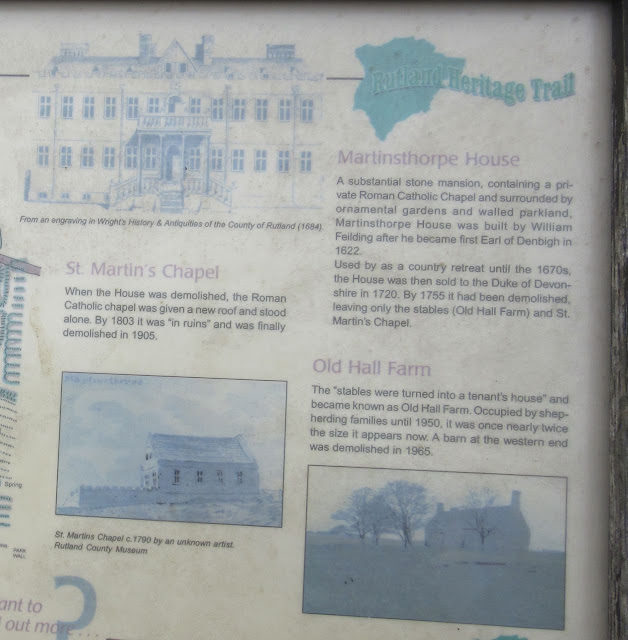 Rutland Heritage Trail
From an engraving in Wright's History & Antiquities of the County of Rutland (1684).
Martinsthorpe House
A substantial stone mansion, containing a pri-
vate Roman Catholic Chapel and surrounded by
ornamental gardens and walled parkland,
Martinsthorpe House was built by William
Feilding after he became first Earl of Denbigh in
1622.
Used by as a country retreat until the 1670s,
the House was then sold to the Duke of Devon-
shire in 1720. By 1755 it had been demolished,
leaving only the stables (Old Hall Farm) and St.
Martin's Chapel.
St. Martin's Chapel
When the House was demolished, the Roman
Catholic chapel was given a new roof and stood
alone. By 1803 it was "in ruins" and was finally
demolished in 1905.
Martinsthorpe
St. Martins Chapel c.1790 by an unknown artist.
Rutland County Museum
Old Hall Farm
The "stables were turned into a tenant's house" and
became known as Old Hall Farm. Occupied by shep-
herding families until 1950, it was once nearly twice
the size it appears now. A barn at the western end
was demolished in 1965.
Spring
PARK
WALL
ant to
out more . . .
?